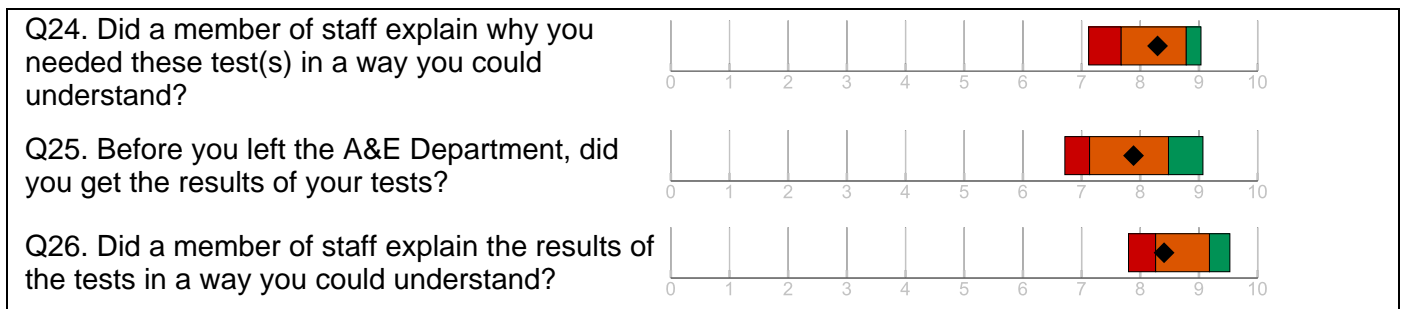 Q24. Did a member of staff explain why you
needed these test(s) in a way you could
understand?
0 1 2 3 4 5 6 7 8 9 10
Q25. Before you left the A&E Department, did
you get the results of your tests?
0 1 2 3 4 5 6 7 8 9 10
Q26. Did a member of staff explain the results of
the tests in a way you could understand?
0 1 2 3 4 5 6 7 8 9 10